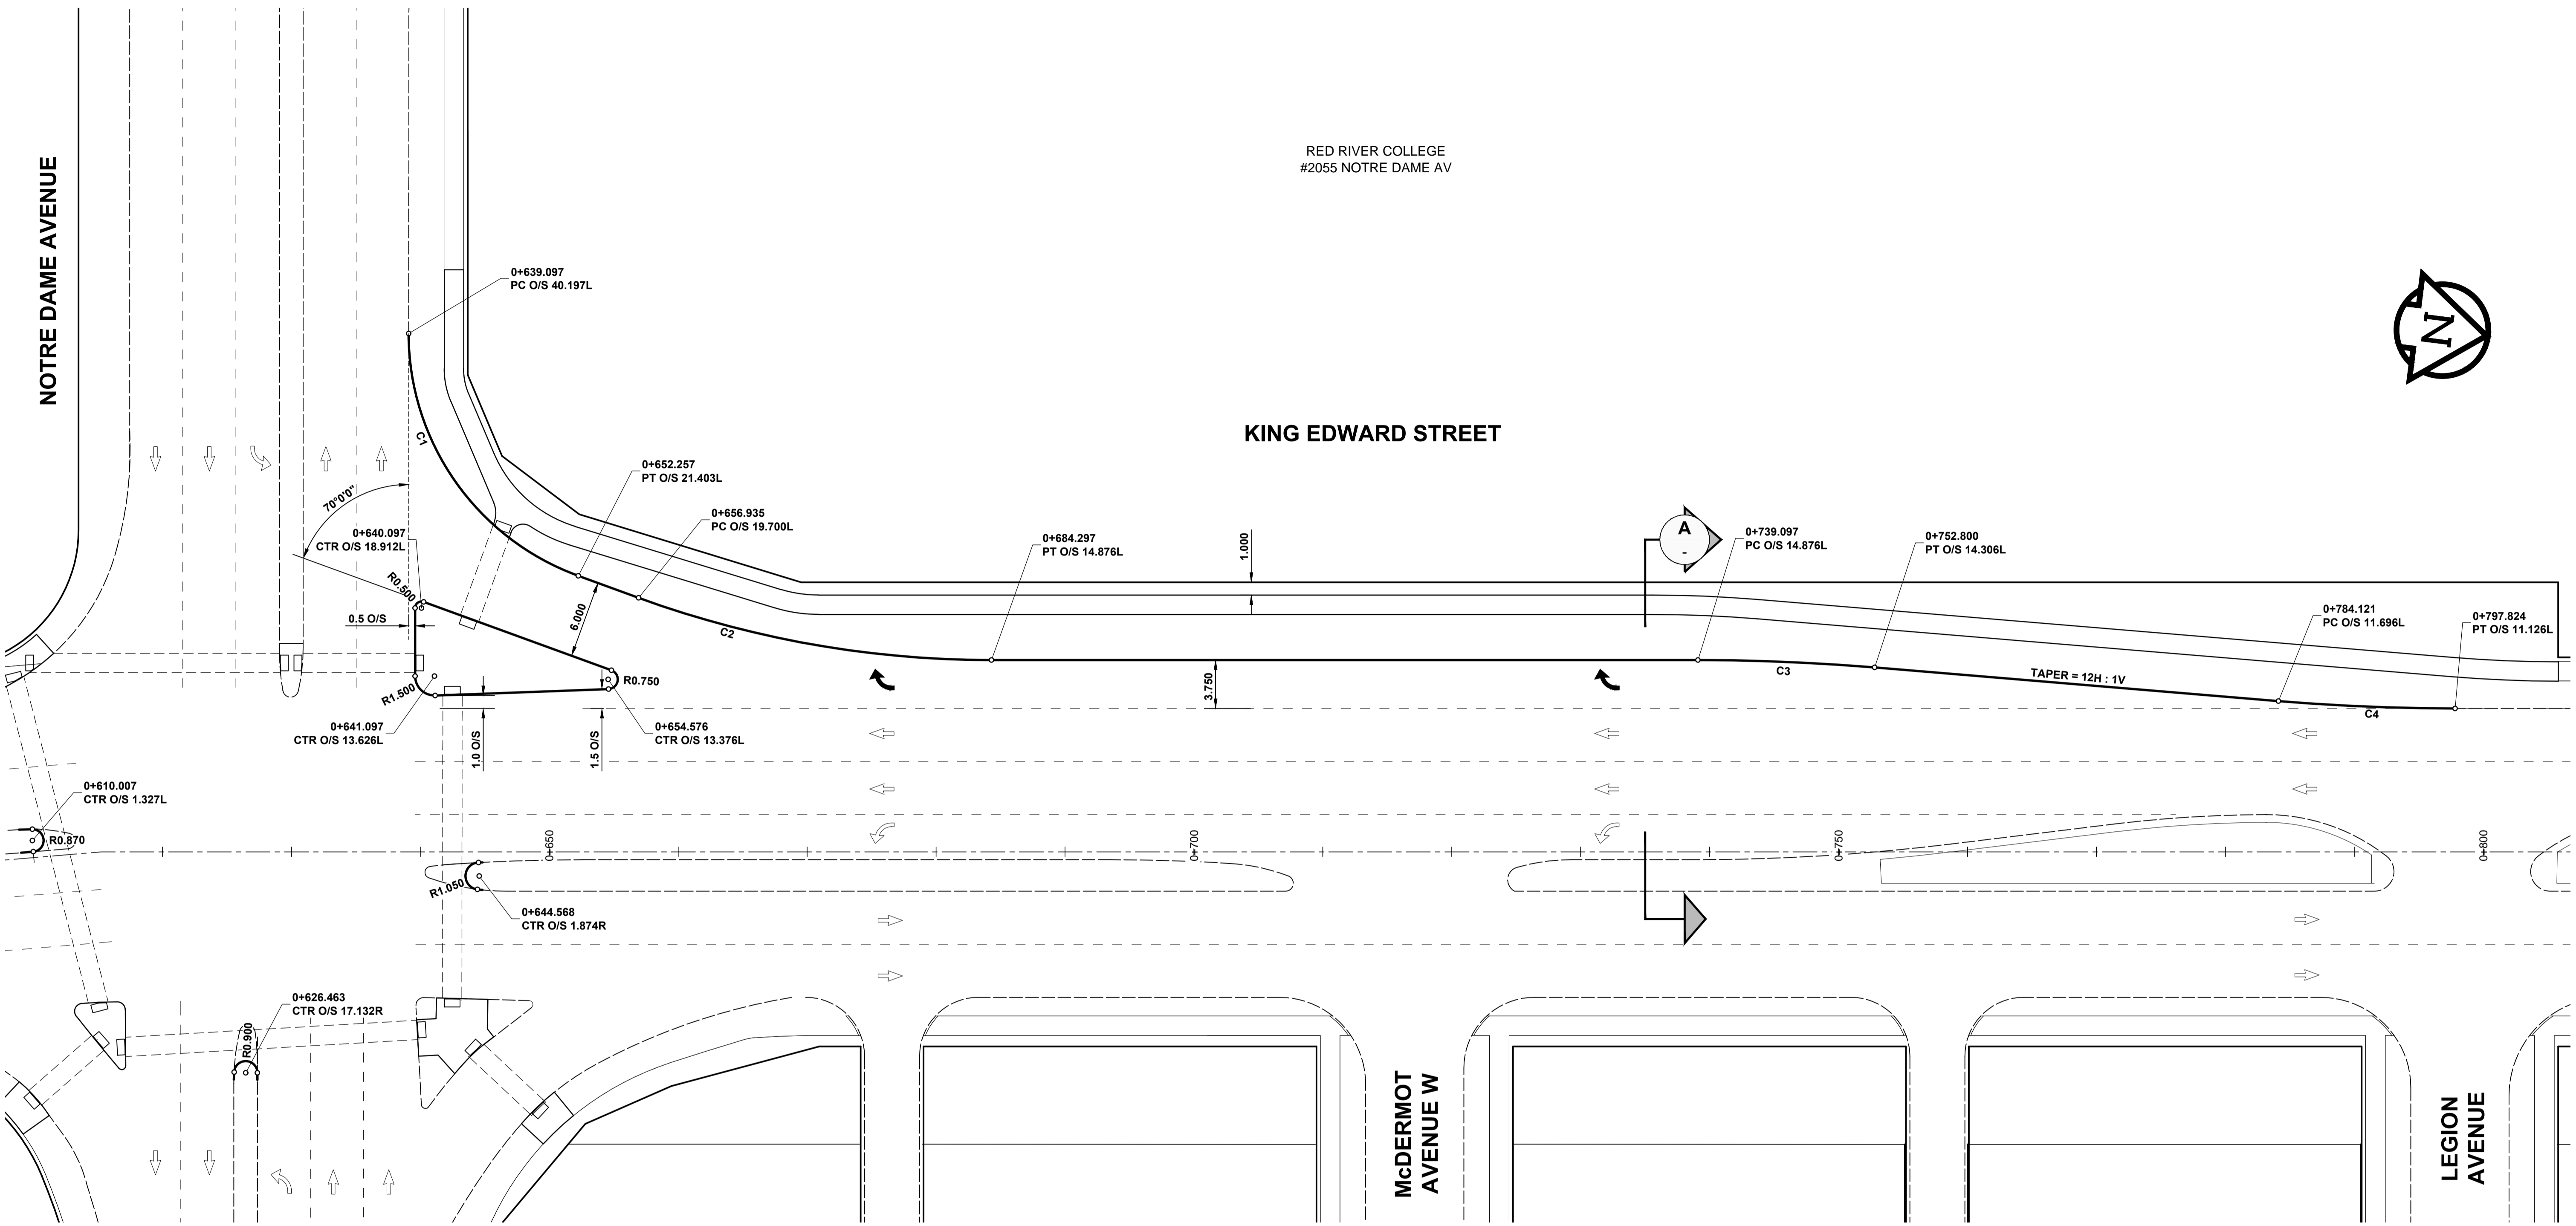 RED RIVER COLLEGE
#2055 NOTRE DAME AV
NOTRE DAME AVENUE
0+639.097
PC O/S 40.197L
N
KING EDWARD STREET
C1
0+652.257
PT O/S 21.403L
70°0'0"
0+656.935
PC O/S 19.700L
0+640.097
CTR O/S 18.912L
0+684.297
PT O/S 14.876L
1.000
A
-
0+739.097
PC O/S 14.876L
0+752.800
PT O/S 14.306L
R0.500
0.5 O/S
6.000
C2
0+784.121
PC O/S 11.696L
0+797.824
PT O/S 11.126L
R1.500
R0.750
3.750
C3
TAPER = 12H : 1V
C4
0+641.097
CTR O/S 13.626L
1.0 O/S
1.5 O/S
0+654.576
CTR O/S 13.376L
0+610.007
CTR O/S 1.327L
R0.870
0+650
0+700
0+750
0+800
R1.050
0+644.568
CTR O/S 1.874R
0+626.463
CTR O/S 17.132R
R0.900
McDERMOT
AVENUE W
LEGION
AVENUE